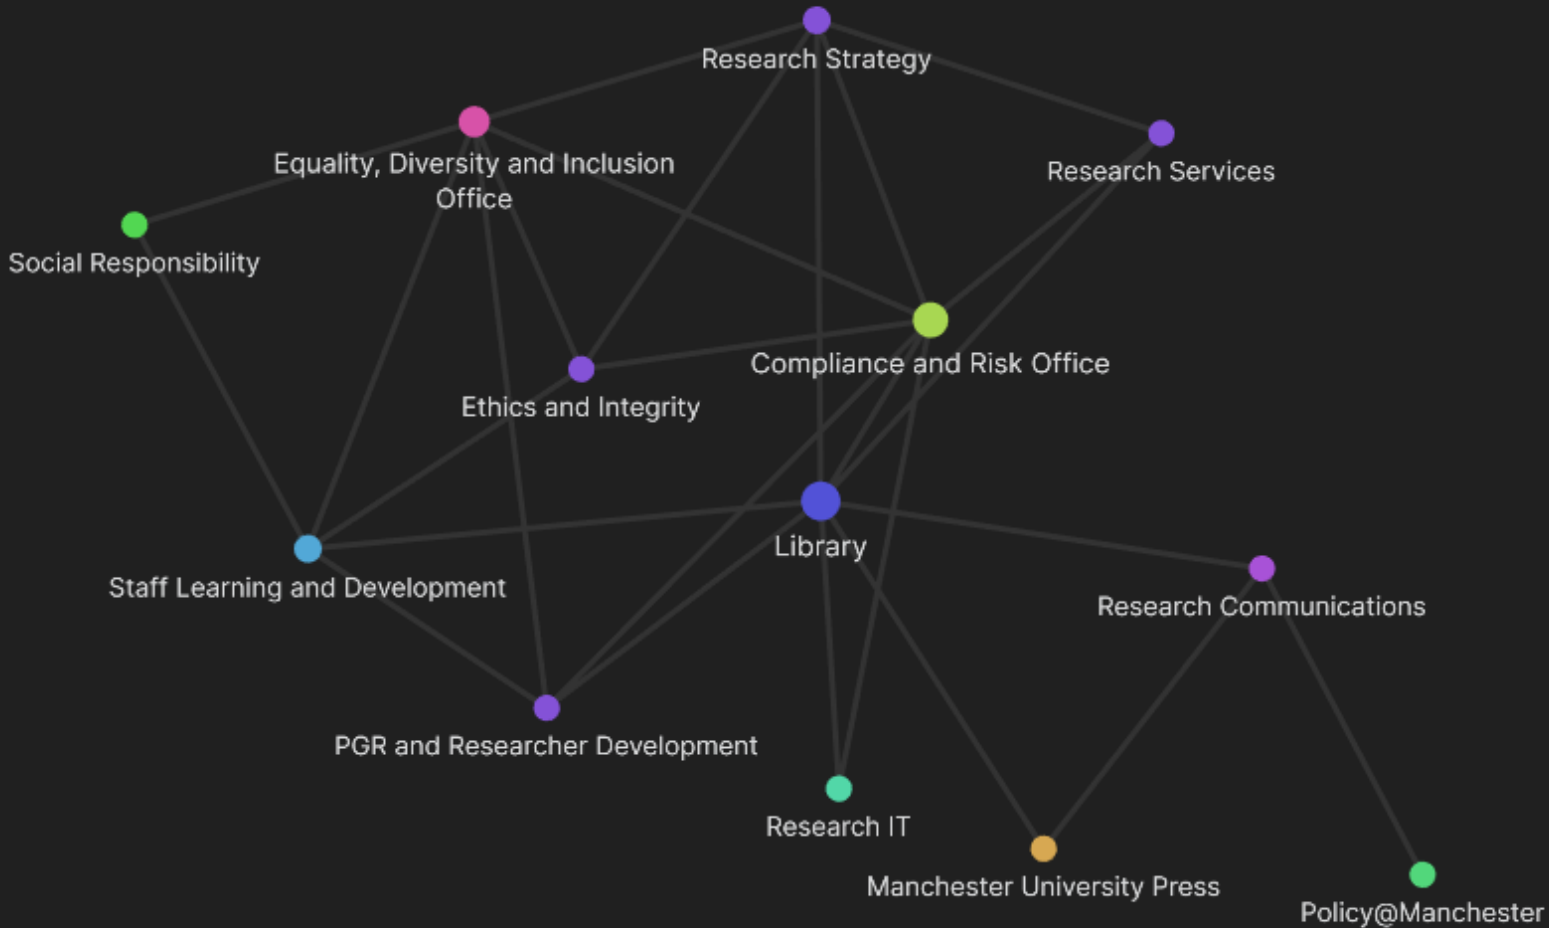 Research Strategy
Equality, Diversity and Inclusion
Office
Research Services
Social Responsibility
Compliance and Risk Office
Ethics and Integrity
Library
Staff Learning and Development
Research Communications
PGR and Researcher Development
Research IT
Manchester University Press
Policy@Manchester